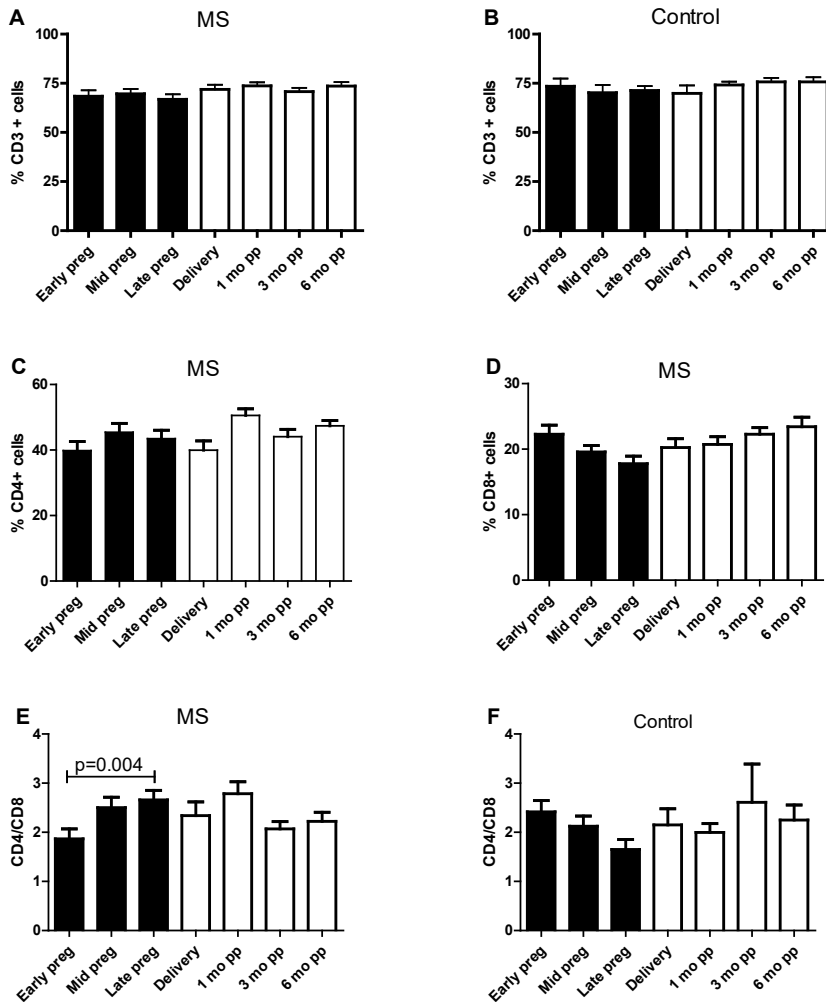 A
MS
100
75
50
25
0
% CD3 + cells
Early preg
Mid preg
Late preg
Delivery
1 mo pp
3 mo pp
6 mo pp
B
Control
100
75
50
25
0
% CD3 + cells
Early preg
Mid preg
Late preg
Delivery
1 mo pp
3 mo pp
6 mo pp
C
MS
60
40
20
0
% CD4+ cells
Early preg
Mid preg
Late preg
Delivery
1 mo pp
3 mo pp
6 mo pp
D
MS
30
20
10
0
% CD8+ cells
Early preg
Mid preg
Late preg
Delivery
1 mo pp
3 mo pp
6 mo pp
E
MS
p=0.004
4
3
2
1
0
CD4/CD8
Early preg
Mid preg
Late preg
Delivery
1 mo pp
3 mo pp
6 mo pp
F
Control
4
3
2
1
0
CD4/CD8
Early preg
Mid preg
Late preg
Delivery
1 mo pp
3 mo pp
6 mo pp